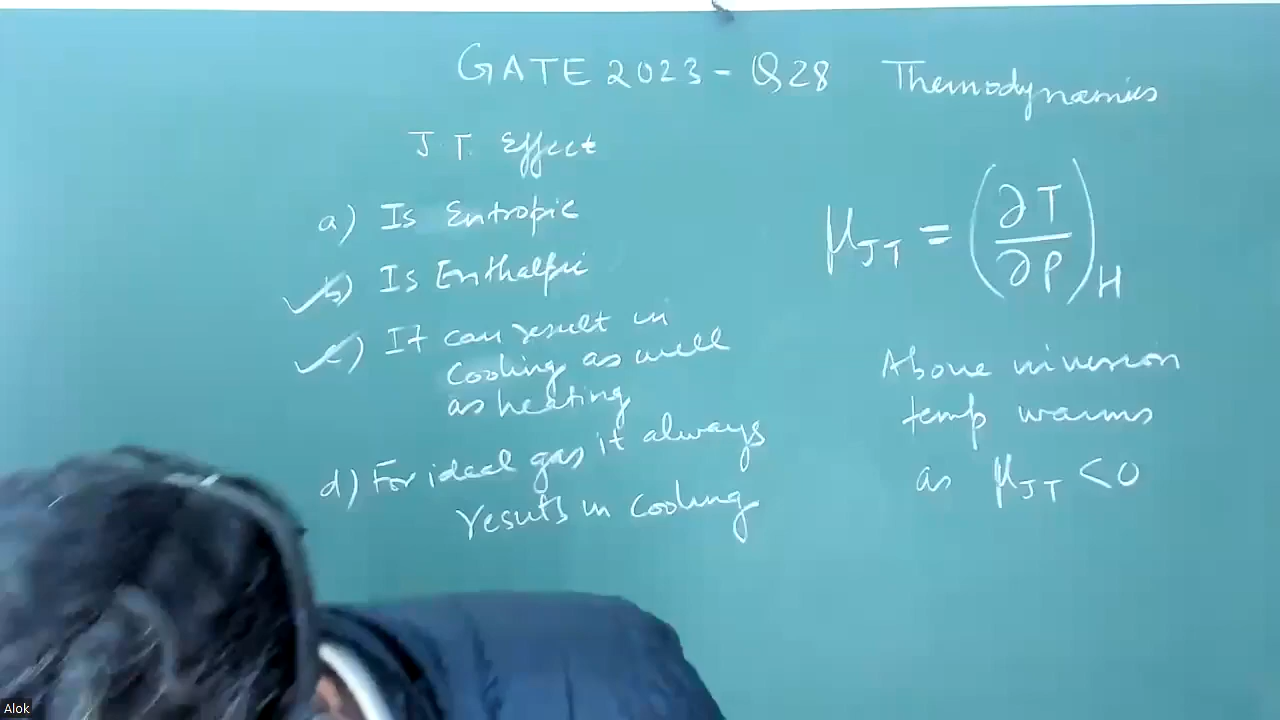 GATE 2023 - Q28 Themodynamics
J.T. Effect
a) Is Entropic
b) Is Enthalpic
c) It can result in
cooling as well
as heating
d) For ideal gas it always
results in cooling
μJT = (∂T/∂P)H
Above inversion
temp warms
as μJT < 0
Alok